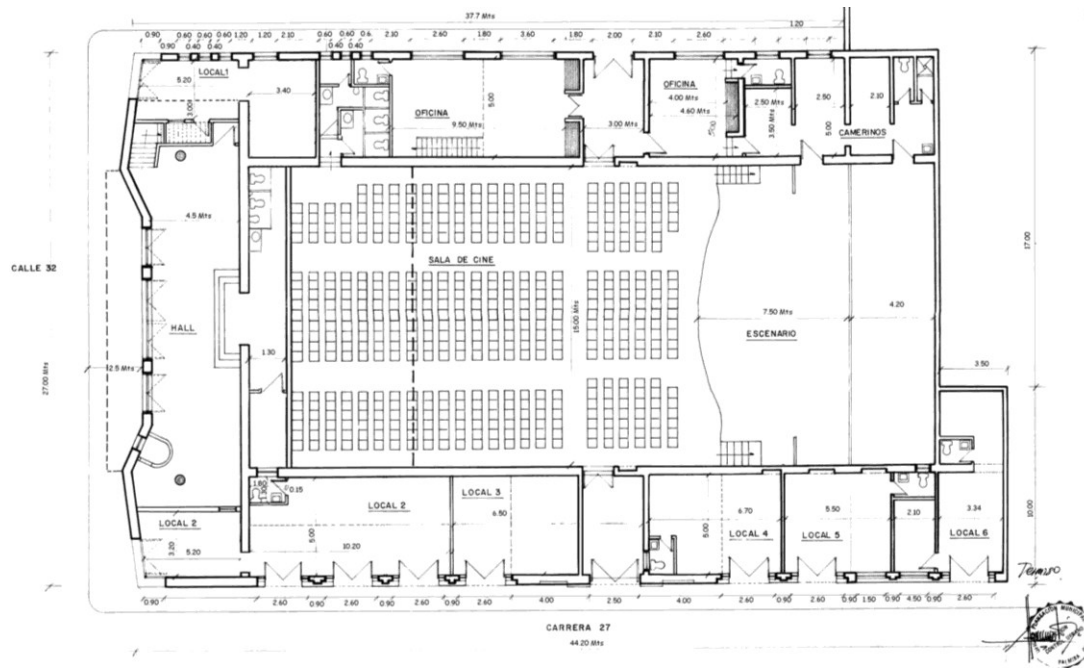 37.7 Mts
1.20
0.90 0.60 0.60 1.20 1.20 2.10 0.60 0.60 0.6. 2.10 2.60 1.80 3.60 1.80 2.00 2.10 2.60
0.90 0.40 0.40 0.40 0.40
LOCAL 1
5.20
3.00
3.40
OFICINA
5.00
9.50 Mts
3.00 Mts
OFICINA
4.00 Mts
4.60 Mts
2.50 Mts
3.50 Mts
2.50
5.00
2.10
CAMERINOS
4.5 Mts
SALA DE CINE
CALLE 32
17.00
HALL
15.00 Mts
7.50 Mts
4.20
ESCENARIO
1.30
12.5 Mts
27.00 Mts
3.50
1.80
1.30
0.15
LOCAL 2
LOCAL 3
6.50
5.00
10.20
LOCAL 2
3.20
5.20
5.00
6.70
LOCAL 4
5.50
LOCAL 5
2.10
3.34
LOCAL 6
10.00
0.90 2.60 0.90 2.60 0.90 2.60 0.90 2.60 4.00 2.50 4.00 2.60 0.90 2.60 0.90 1.50 4.50 0.90 2.60
CARRERA 27
44.20 Mts
PALMIRA